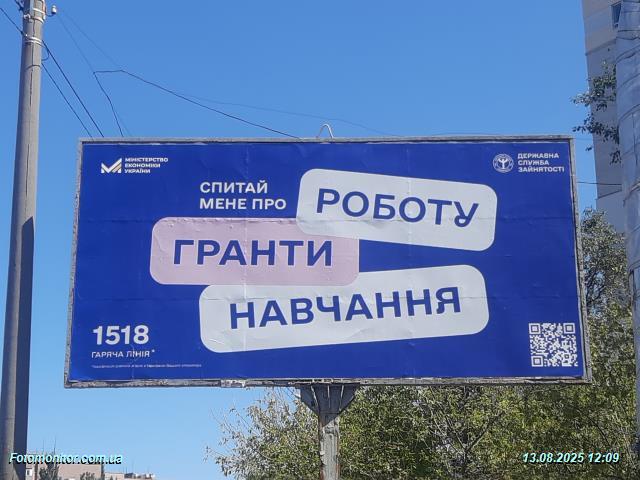 МІНІСТЕРСТВО
ЕКОНОМІКИ
УКРАЇНИ
ДЕРЖАВНА
СЛУЖБА
ЗАЙНЯТОСТІ
СПИТАЙ
МЕНЕ ПРО
РОБОТУ
ГРАНТИ
НАВЧАННЯ
1518
ГАРЯЧА ЛІНІЯ*
Fotomonitor.com.ua
13.08.2025 12:09